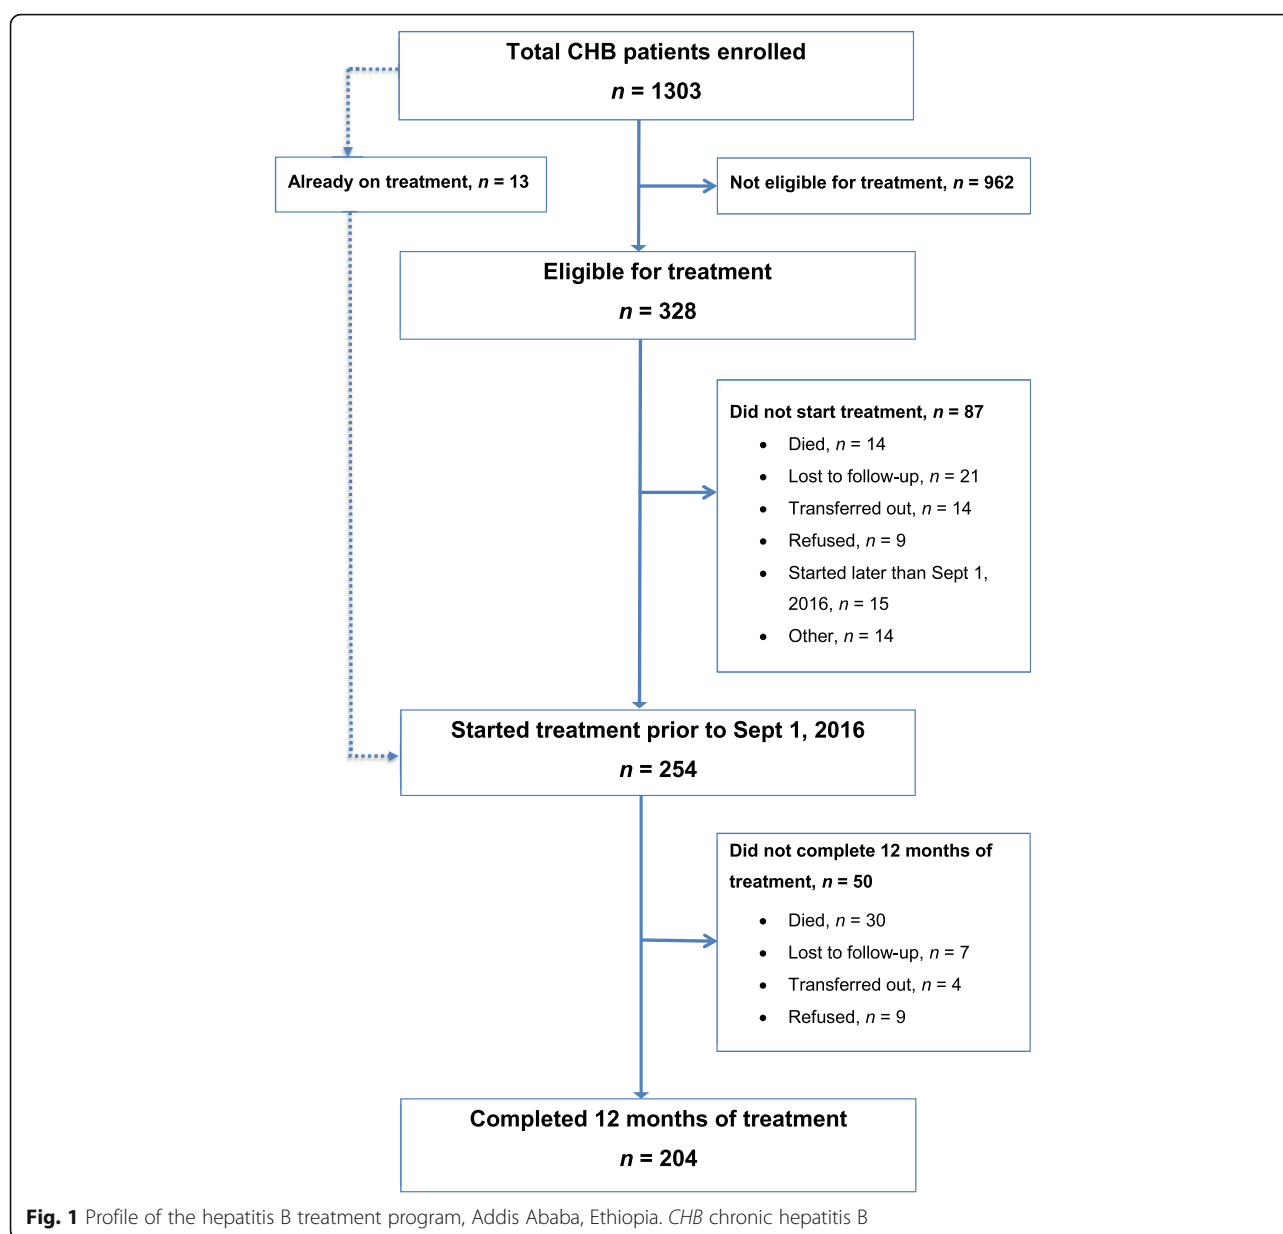 Total CHB patients enrolled
n = 1303
Already on treatment, n = 13
Not eligible for treatment, n = 962
Eligible for treatment
n = 328
Did not start treatment, n = 87
• Died, n = 14
• Lost to follow-up, n = 21
• Transferred out, n = 14
• Refused, n = 9
• Started later than Sept 1,
2016, n = 15
• Other, n = 14
Started treatment prior to Sept 1, 2016
n = 254
Did not complete 12 months of
treatment, n = 50
• Died, n = 30
• Lost to follow-up, n = 7
• Transferred out, n = 4
• Refused, n = 9
Completed 12 months of treatment
n = 204
Fig. 1 Profile of the hepatitis B treatment program, Addis Ababa, Ethiopia. CHB chronic hepatitis B